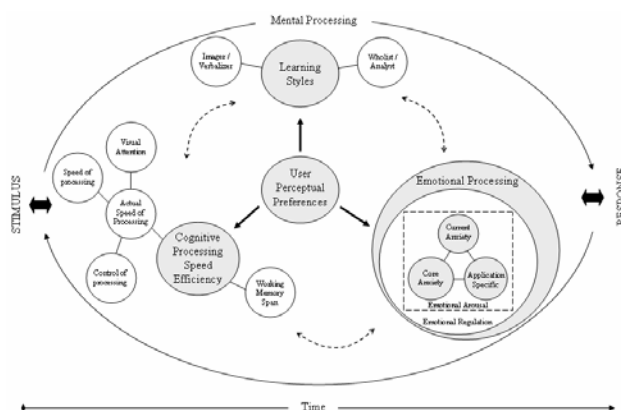 Mental Processing
Images /
Verbalizer
Learning
Styles
Wholist /
Analyst
Visual
Attention
Speed of
processing
Actual
Speed of
Processing
Control of
processing
User
Perceptual
Preferences
Cognitive
Processing
Speed
Efficiency
Working
Memory
Span
Emotional Processing
Current
Anxiety
Core
Anxiety
Application
Specific
Emotional Arousal
Emotional Regulation
STIMULUS
RESPONSE
Time